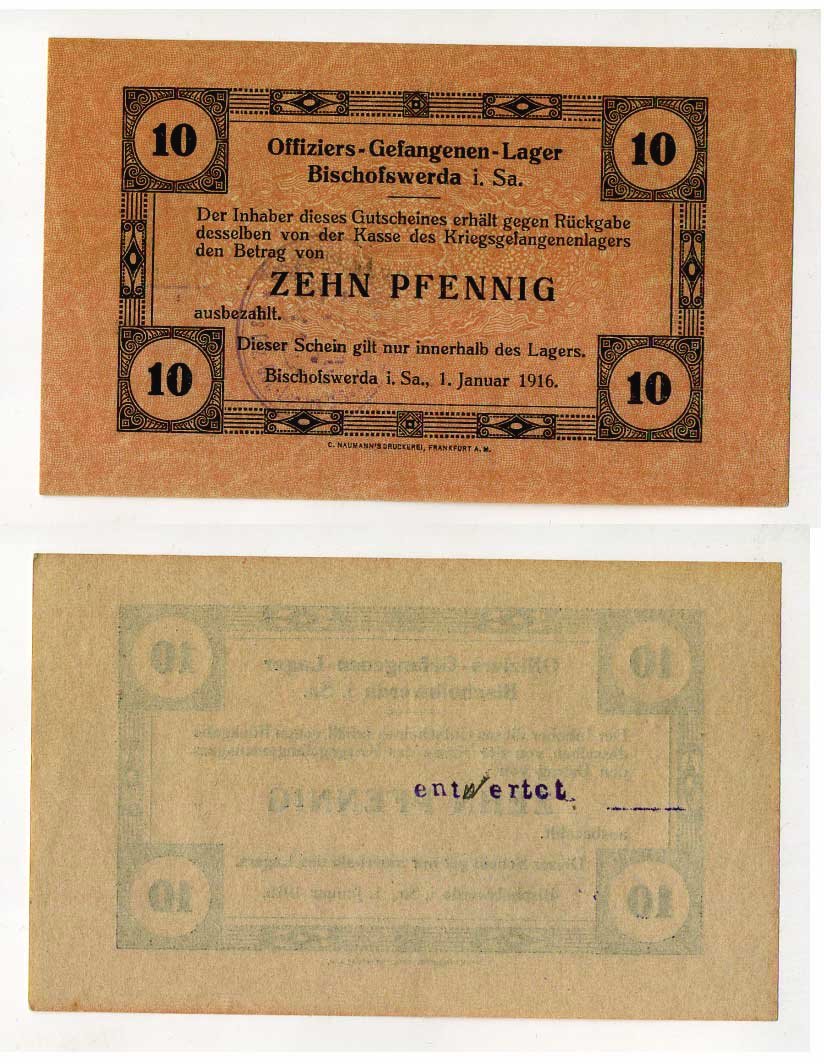 10
10
Offiziers-Gefangenen-Lager
Bischofswerda i. Sa.
Der Inhaber dieses Gutscheines erhält gegen Rückgabe
desselben von der Kasse des Kriegsgefangenenlagers
den Betrag von
ZEHN PFENNIG
ausbezahlt.
Dieser Schein gilt nur innerhalb des Lagers.
Bischofswerda i. Sa., 1. Januar 1916.
10
10
C. NAUMANN'S DRUCKEREI, FRANKFURT A. M.
entwertet